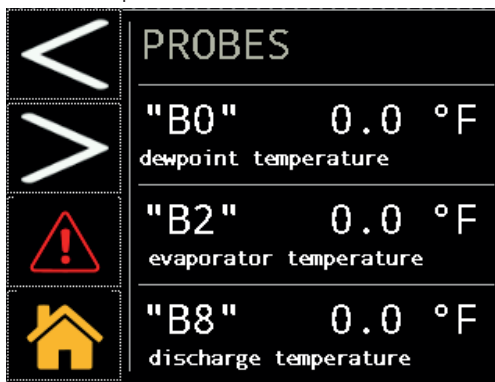 PROBES
"B0" 0.0 °F
dewpoint temperature
"B2" 0.0 °F
evaporator temperature
"B8" 0.0 °F
discharge temperature